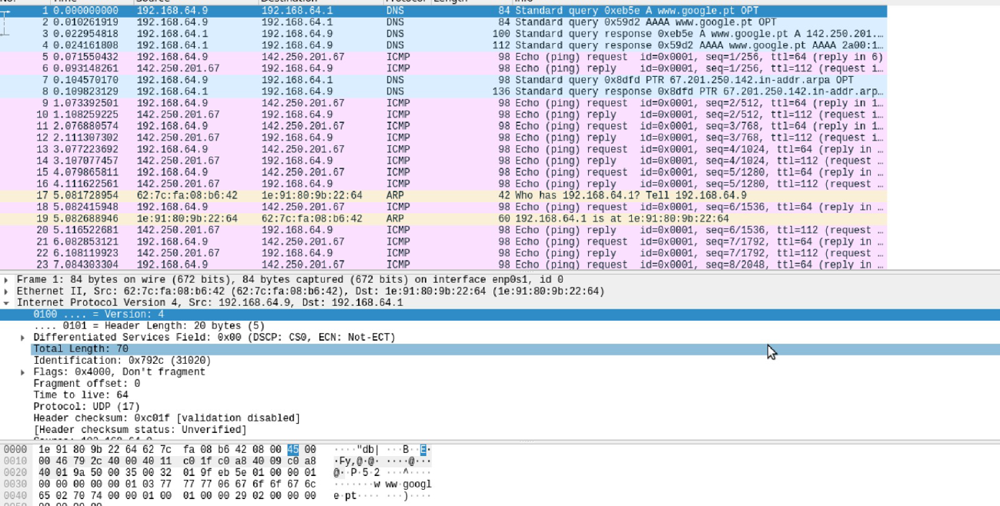 No. Time Source Destination Protocol Length Info
1 0.000000000 192.168.64.9 192.168.64.1 DNS 84 Standard query 0xeb5e A www.google.pt OPT
2 0.010261919 192.168.64.9 192.168.64.1 DNS 84 Standard query 0x59d2 AAAA www.google.pt OPT
3 0.022954818 192.168.64.1 192.168.64.9 DNS 100 Standard query response 0xeb5e A www.google.pt A 142.250.201.…
4 0.024161808 192.168.64.1 192.168.64.9 DNS 112 Standard query response 0x59d2 AAAA www.google.pt AAAA 2a00:1…
5 0.071550432 192.168.64.9 142.250.201.67 ICMP 98 Echo (ping) request id=0x0001, seq=1/256, ttl=64 (reply in 6)
6 0.093148261 142.250.201.67 192.168.64.9 ICMP 98 Echo (ping) reply id=0x0001, seq=1/256, ttl=112 (request i…
7 0.104570170 192.168.64.9 192.168.64.1 DNS 98 Standard query 0x8dfd PTR 67.201.250.142.in-addr.arpa OPT
8 0.109823129 192.168.64.1 192.168.64.9 DNS 136 Standard query response 0x8dfd PTR 67.201.250.142.in-addr.arp…
9 1.073392501 192.168.64.9 142.250.201.67 ICMP 98 Echo (ping) request id=0x0001, seq=2/512, ttl=64 (reply in 1…
10 1.108259225 142.250.201.67 192.168.64.9 ICMP 98 Echo (ping) reply id=0x0001, seq=2/512, ttl=112 (request i…
11 2.076880574 192.168.64.9 142.250.201.67 ICMP 98 Echo (ping) request id=0x0001, seq=3/768, ttl=64 (reply in 1…
12 2.111307302 142.250.201.67 192.168.64.9 ICMP 98 Echo (ping) reply id=0x0001, seq=3/768, ttl=112 (request i…
13 3.077223692 192.168.64.9 142.250.201.67 ICMP 98 Echo (ping) request id=0x0001, seq=4/1024, ttl=64 (reply in …
14 3.107077457 142.250.201.67 192.168.64.9 ICMP 98 Echo (ping) reply id=0x0001, seq=4/1024, ttl=112 (request …
15 4.079865811 192.168.64.9 142.250.201.67 ICMP 98 Echo (ping) request id=0x0001, seq=5/1280, ttl=64 (reply in …
16 4.111622561 142.250.201.67 192.168.64.9 ICMP 98 Echo (ping) reply id=0x0001, seq=5/1280, ttl=112 (request …
17 5.081728954 62:7c:fa:08:b6:42 1e:91:80:9b:22:64 ARP 42 Who has 192.168.64.1? Tell 192.168.64.9
18 5.082415948 192.168.64.9 142.250.201.67 ICMP 98 Echo (ping) request id=0x0001, seq=6/1536, ttl=64 (reply in …
19 5.082688946 1e:91:80:9b:22:64 62:7c:fa:08:b6:42 ARP 60 192.168.64.1 is at 1e:91:80:9b:22:64
20 5.116522681 142.250.201.67 192.168.64.9 ICMP 98 Echo (ping) reply id=0x0001, seq=6/1536, ttl=112 (request …
21 6.082853121 192.168.64.9 142.250.201.67 ICMP 98 Echo (ping) request id=0x0001, seq=7/1792, ttl=64 (reply in …
22 6.108119923 142.250.201.67 192.168.64.9 ICMP 98 Echo (ping) reply id=0x0001, seq=7/1792, ttl=112 (request …
23 7.084303304 192.168.64.9 142.250.201.67 ICMP 98 Echo (ping) request id=0x0001, seq=8/2048, ttl=64 (reply in …
Frame 1: 84 bytes on wire (672 bits), 84 bytes captured (672 bits) on interface enp0s1, id 0
Ethernet II, Src: 62:7c:fa:08:b6:42 (62:7c:fa:08:b6:42), Dst: 1e:91:80:9b:22:64 (1e:91:80:9b:22:64)
Internet Protocol Version 4, Src: 192.168.64.9, Dst: 192.168.64.1
0100 .... = Version: 4
.... 0101 = Header Length: 20 bytes (5)
Differentiated Services Field: 0x00 (DSCP: CS0, ECN: Not-ECT)
Total Length: 70
Identification: 0x792c (31020)
Flags: 0x4000, Don't fragment
Fragment offset: 0
Time to live: 64
Protocol: UDP (17)
Header checksum: 0xc01f [validation disabled]
[Header checksum status: Unverified]
0000 1e 91 80 9b 22 64 62 7c fa 08 b6 42 08 00 45 00 ····"db| ···B··E·
0010 00 46 79 2c 40 00 40 11 c0 1f c0 a8 40 09 c0 a8 ·Fy,@·@· ····@···
0020 40 01 9a 50 00 35 00 32 01 9f eb 5e 01 00 00 01 @··P·5·2 ···^····
0030 00 00 00 00 00 01 03 77 77 77 06 67 6f 6f 67 6c ·······w ww·googl
0040 65 02 70 74 00 00 01 00 01 00 00 29 02 00 00 00 e·pt···· ···)····